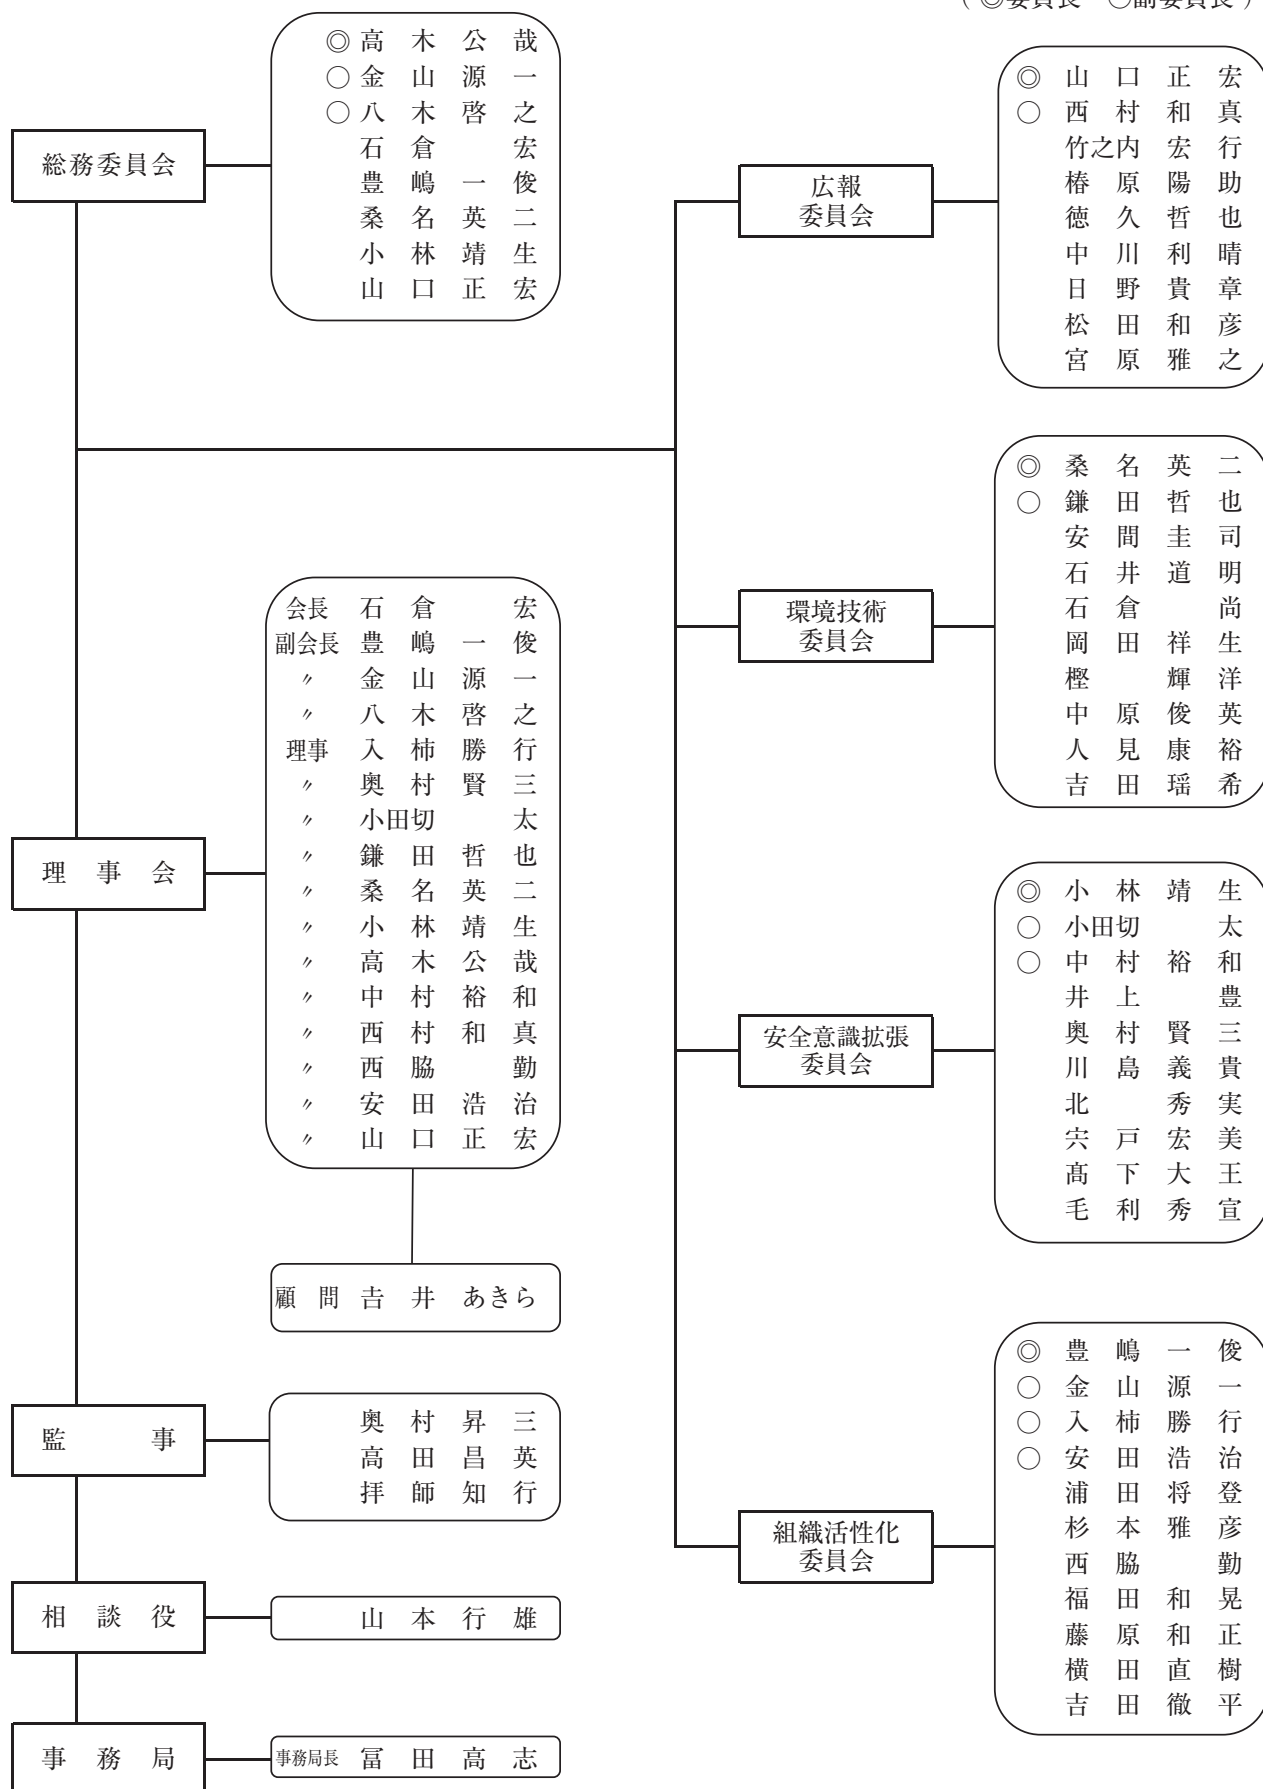 （ ◎委員長　○副委員長 ）
総務委員会
◎ 高木公哉
○ 金山源一
○ 八木啓之
石倉宏
豊嶋一俊
桑名英二
小林靖生
山口正宏
理事会
会長 石倉宏
副会長 豊嶋一俊
〃 金山源一
〃 八木啓之
理事 入柿勝行
〃 奥村賢三
〃 小田切太
〃 鎌田哲也
〃 桑名英二
〃 小林靖生
〃 高木公哉
〃 中村裕和
〃 西村和真
〃 西脇勤
〃 安田浩治
〃 山口正宏
顧問 吉井あきら
監事
奥村昇三
高田昌英
拝師知行
相談役
山本行雄
事務局
事務局長 冨田高志
広報
委員会
◎ 山口正宏
○ 西村和真
竹之内宏行
椿原陽助
徳久哲也
中川利晴
日野貴章
松田和彦
宮原雅之
環境技術
委員会
◎ 桑名英二
○ 鎌田哲也
安間圭司
石井道明
石倉尚
岡田祥生
樫輝洋
中原俊英
人見康裕
吉田瑶希
安全意識拡張
委員会
◎ 小林靖生
○ 小田切太
○ 中村裕和
井上豊
奥村賢三
川島義貴
北秀実
宍戸宏美
髙下大王
毛利秀宣
組織活性化
委員会
◎ 豊嶋一俊
○ 金山源一
○ 入柿勝行
○ 安田浩治
浦田将登
杉本雅彦
西脇勤
福田和晃
藤原和正
横田直樹
吉田徹平